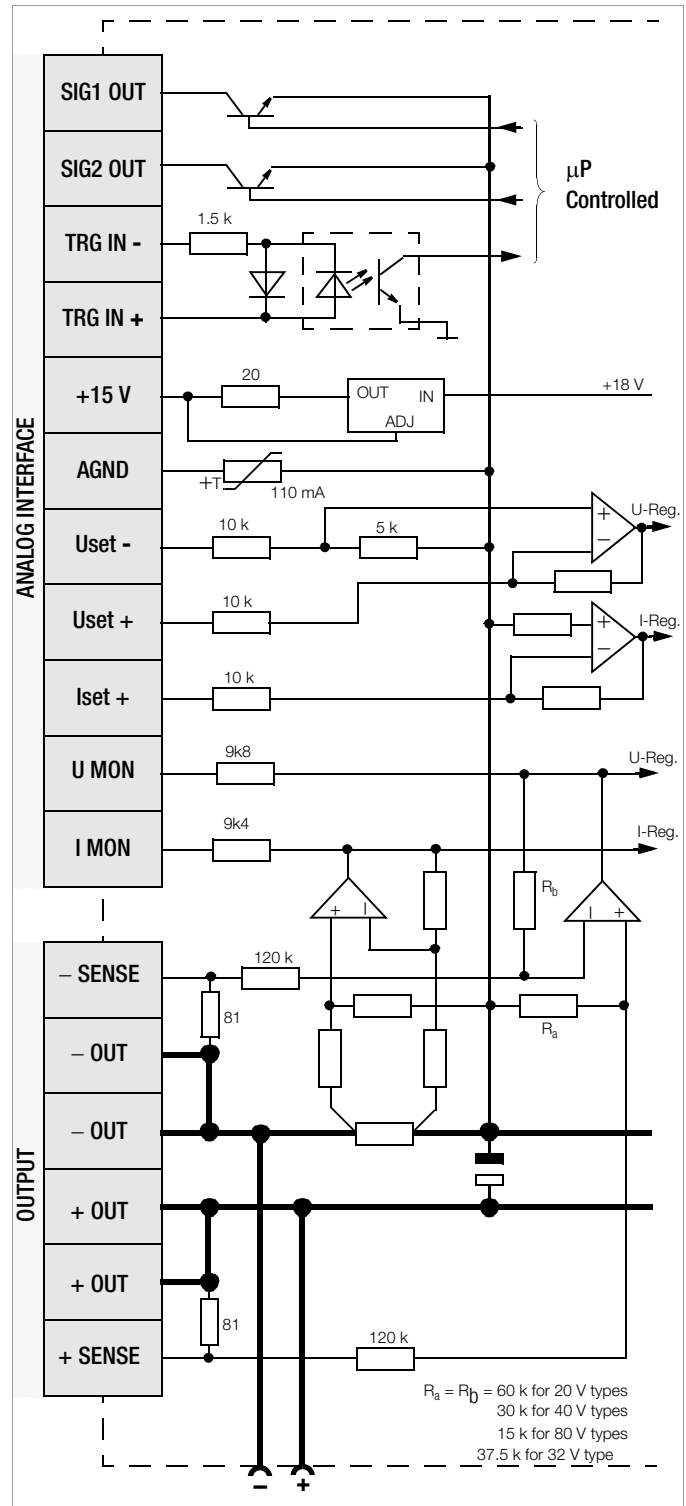 ANALOG INTERFACE
SIG1 OUT
SIG2 OUT
μP
Controlled
TRG IN -
1.5 k
TRG IN +
+15 V
20
OUT IN
ADJ
+18 V
AGND
+T
110 mA
Uset -
10 k
5 k
+
−
U-Reg.
Uset +
10 k
+
−
I-Reg.
Iset +
10 k
U MON
9k8
U-Reg.
I MON
9k4
I-Reg.
+ −
Rb
− +
OUTPUT
− SENSE
120 k
81
Ra
− OUT
− OUT
+ OUT
+ OUT
81
+ SENSE
120 k
Ra = Rb = 60 k for 20 V types
30 k for 40 V types
15 k for 80 V types
37.5 k for 32 V type
− +